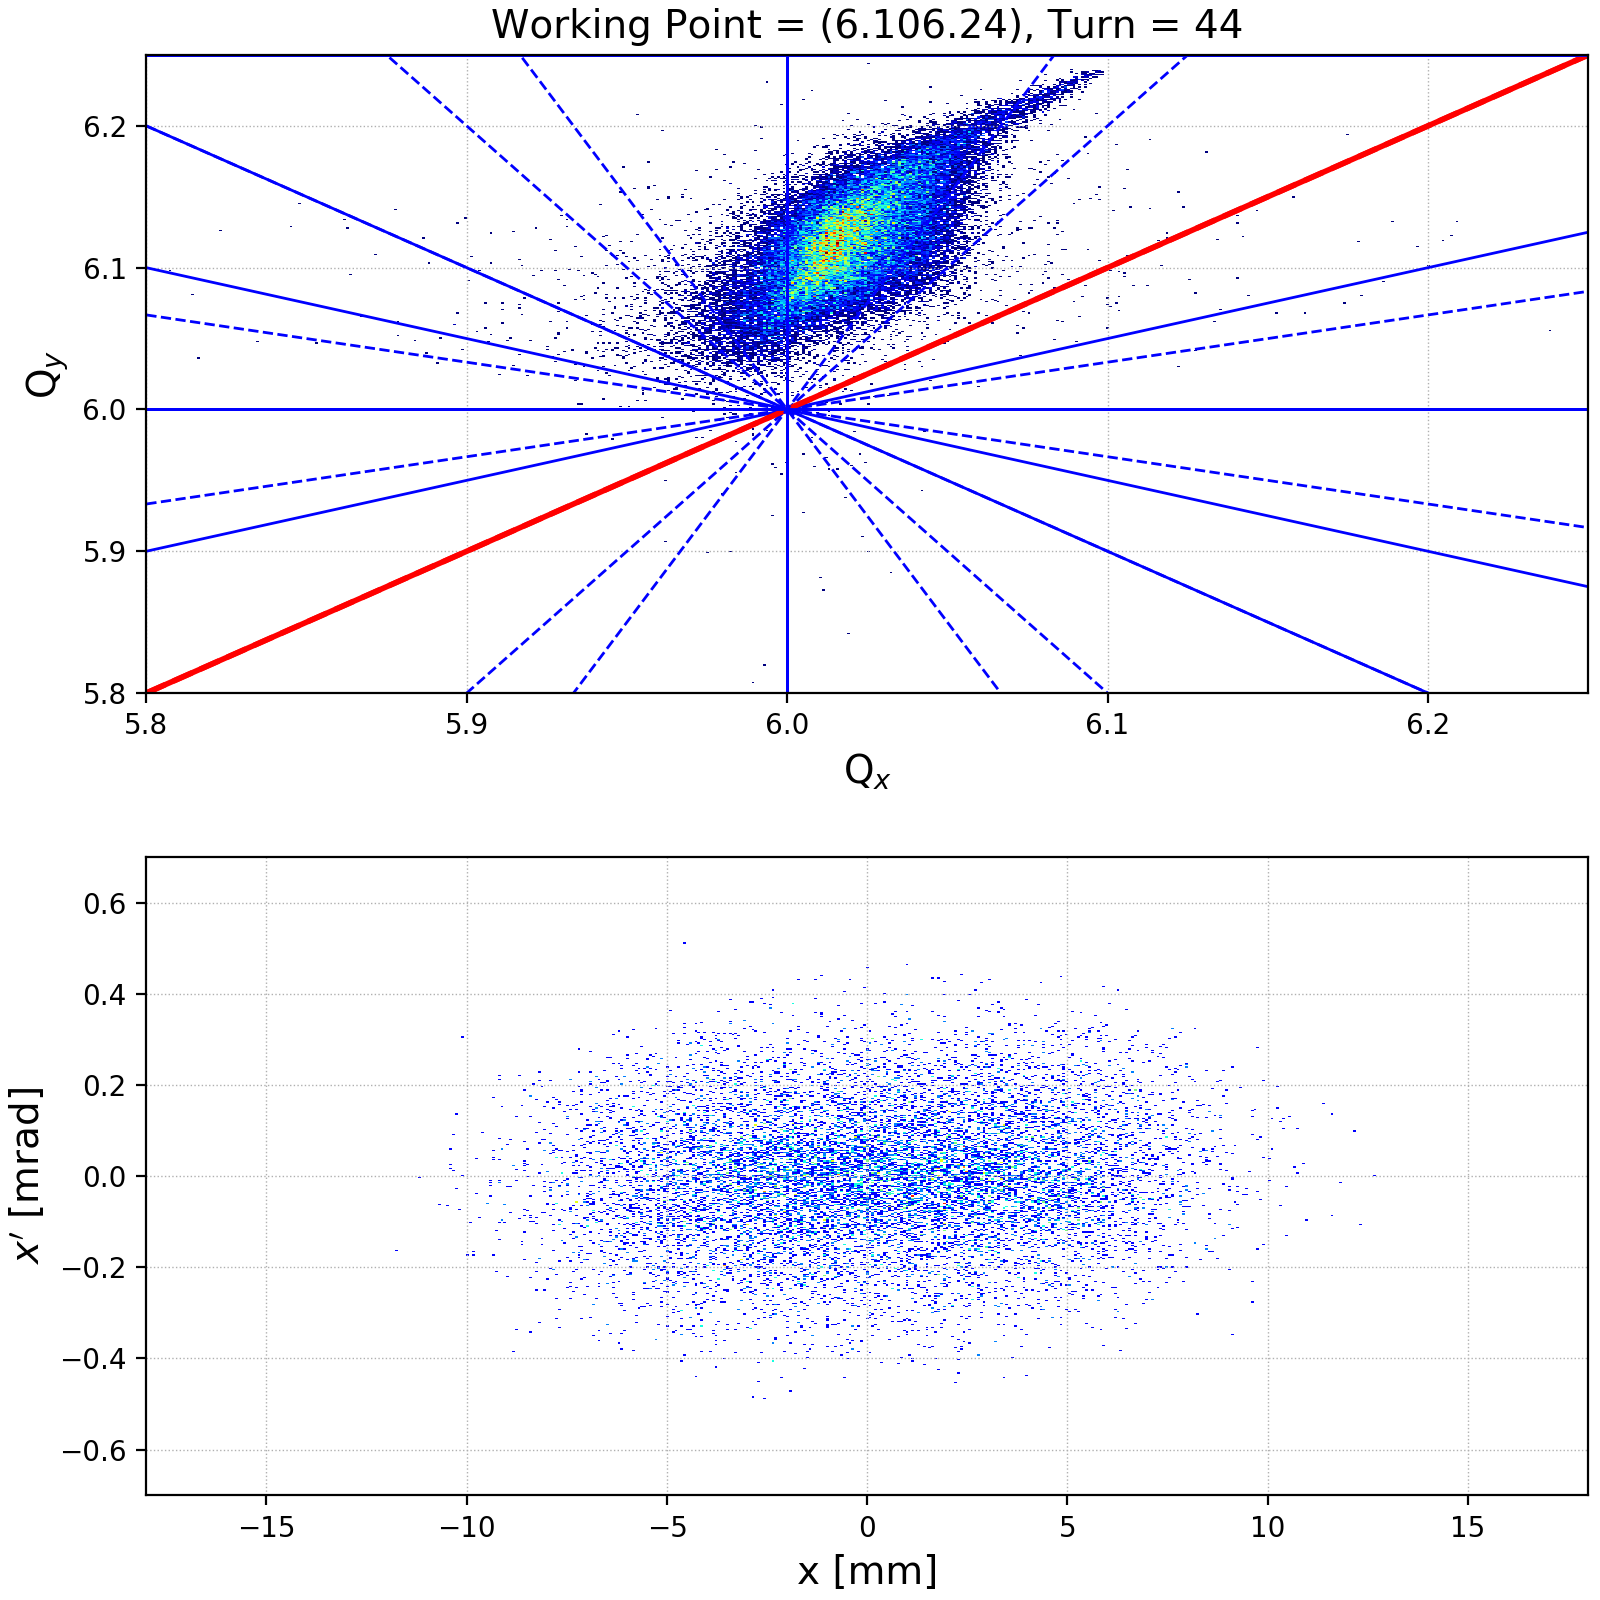 Working Point = (6.106.24), Turn = 44
Q_y
6.2
6.1
6.0
5.9
5.8
5.8 5.9 6.0 6.1 6.2
Q_x
x′ [mrad]
0.6
0.4
0.2
0.0
−0.2
−0.4
−0.6
−15 −10 −5 0 5 10 15
x [mm]